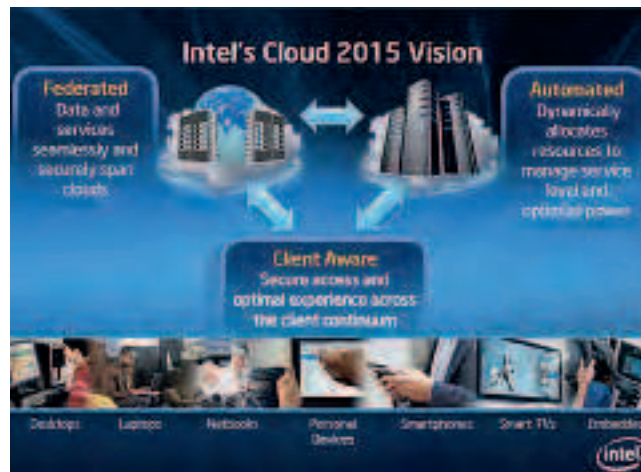 Intel's Cloud 2015 Vision
Federated
Data and
services
seamlessly and
securely span
clouds
Automated
Dynamically
allocates
resources to
manage service
level and
optimize power
Client Aware
Secure access and
optimal experience across
the client continuum
Desktops
Laptops
Netbooks
Personal
Devices
Smartphones
Smart TVs
Embedded
intel